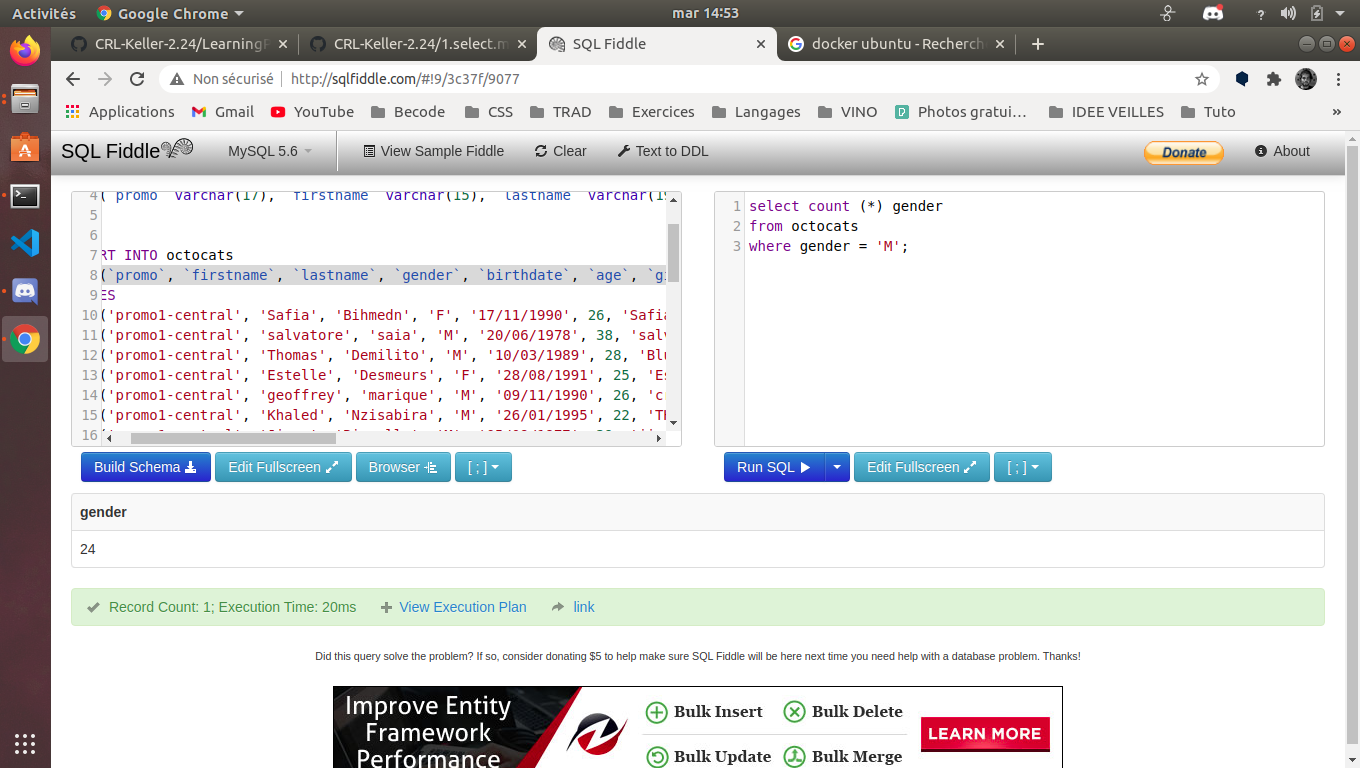 Activités
Google Chrome
mar 14:53
CRL-Keller-2.24/LearningP
CRL-Keller-2.24/1.select.m
SQL Fiddle
docker ubuntu - Recherch
Non sécurisé
http://sqlfiddle.com/#!9/3c37f/9077
Applications
Gmail
YouTube
Becode
CSS
TRAD
Exercices
Langages
VINO
Photos gratui…
IDEE VEILLES
Tuto
»
SQL Fiddle
MySQL 5.6
View Sample Fiddle
Clear
Text to DDL
Donate
About
4 (`promo` varchar(17), `firstname` varchar(15), `lastname` varchar(19
5
6
7 RT INTO octocats
8 (`promo`, `firstname`, `lastname`, `gender`, `birthdate`, `age`, `gi
9 ES
10 ('promo1-central', 'Safia', 'Bihmedn', 'F', '17/11/1990', 26, 'Safia
11 ('promo1-central', 'salvatore', 'saia', 'M', '20/06/1978', 38, 'salv
12 ('promo1-central', 'Thomas', 'Demilito', 'M', '10/03/1989', 28, 'Blu
13 ('promo1-central', 'Estelle', 'Desmeurs', 'F', '28/08/1991', 25, 'Es
14 ('promo1-central', 'geoffrey', 'marique', 'M', '09/11/1990', 26, 'c
15 ('promo1-central', 'Khaled', 'Nzisabira', 'M', '26/01/1995', 22, 'TH
16
1 select count (*) gender
2 from octocats
3 where gender = 'M';
Build Schema
Edit Fullscreen
Browser
[ ; ]
Run SQL
Edit Fullscreen
[ ; ]
gender
24
Record Count: 1; Execution Time: 20ms
View Execution Plan
link
Did this query solve the problem? If so, consider donating $5 to help make sure SQL Fiddle will be here next time you need help with a database problem. Thanks!
Improve Entity
Framework
Performance
Bulk Insert
Bulk Delete
Bulk Update
Bulk Merge
LEARN MORE